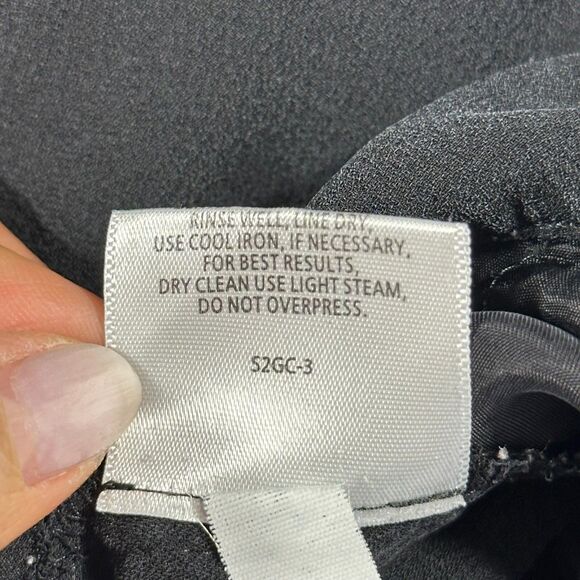 RINSE WELL, LINE DRY,
USE COOL IRON, IF NECESSARY,
FOR BEST RESULTS,
DRY CLEAN USE LIGHT STEAM,
DO NOT OVERPRESS.
S2GC-3